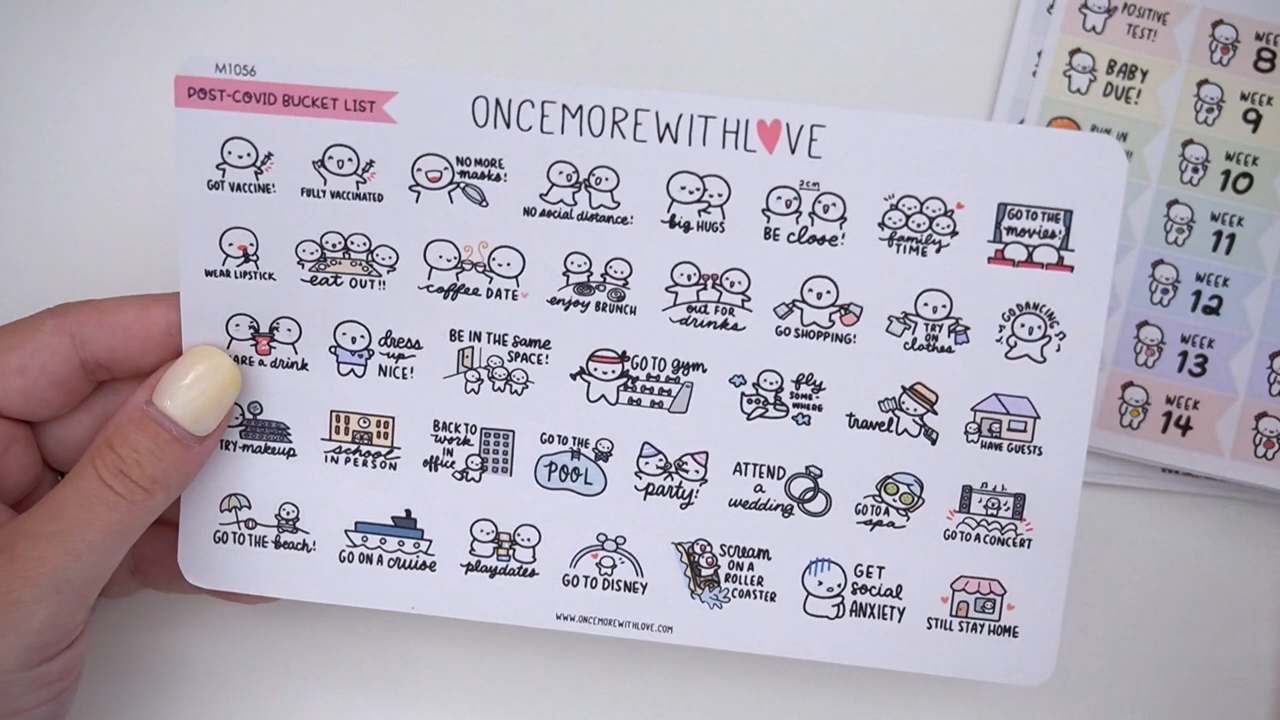 M1056
POST-COVID BUCKET LIST
ONCEMOREWITHL❤VE
GOT VACCINE!
FULLY VACCINATED
NO MORE
masks!
NO social distance!
big HUGS
2cm
BE close!
family
TIME
GO TO THE
movies!
WEAR LIPSTICK
eat OUT!!
coffee DATE
enjoy BRUNCH
out FOR
drinks
GO SHOPPING!
TRY
ON
clothes
GO DANCING
ARE a drink
dress
up
NICE!
BE IN THE same
SPACE!
GO TO gym
fly
SOME-
WHERE
travel
HAVE GUESTS
TRY makeup
school
IN PERSON
BACK TO
work
IN
office
GO TO THE
POOL
party!
ATTEND
a
wedding
GO TO A
spa
GO TO A CONCERT
GO TO THE beach!
GO ON A cruise
playdates
GO TO DISNEY
scream
ON A
ROLLER
COASTER
GET
social
ANXIETY
STILL STAY HOME
WWW.ONCEMOREWITHLOVE.COM
POSITIVE
TEST!
BABY
DUE!
WEE
8
WEEK
9
WEEK
10
WEEK
11
WEEK
12
WEEK
13
WEEK
14